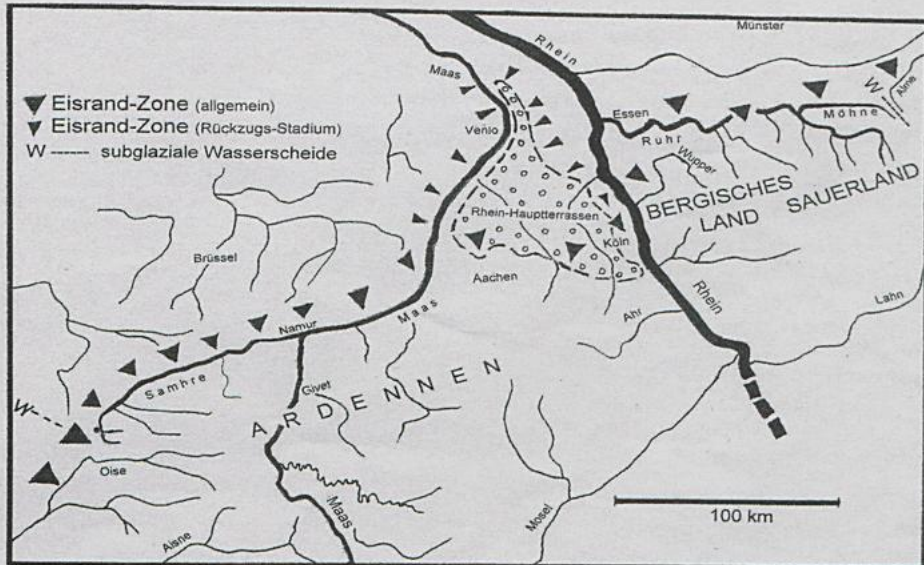 Münster
Rhein
Maas
Alme
W
Eisrand-Zone (allgemein)
Eisrand-Zone (Rückzugs-Stadium)
W ----- subglaziale Wasserscheide
Essen
Möhne
Venlo
Ruhr
Wupper
BERGISCHES
LAND
SAUERLAND
Rhein-Hauptterrassen
Köln
Brüssel
Aachen
Rhein
Lahn
Maas
Ahr
Namur
Samhre
Givet
ARDENNEN
W
Oise
Maas
Mosel
100 km
Aisne